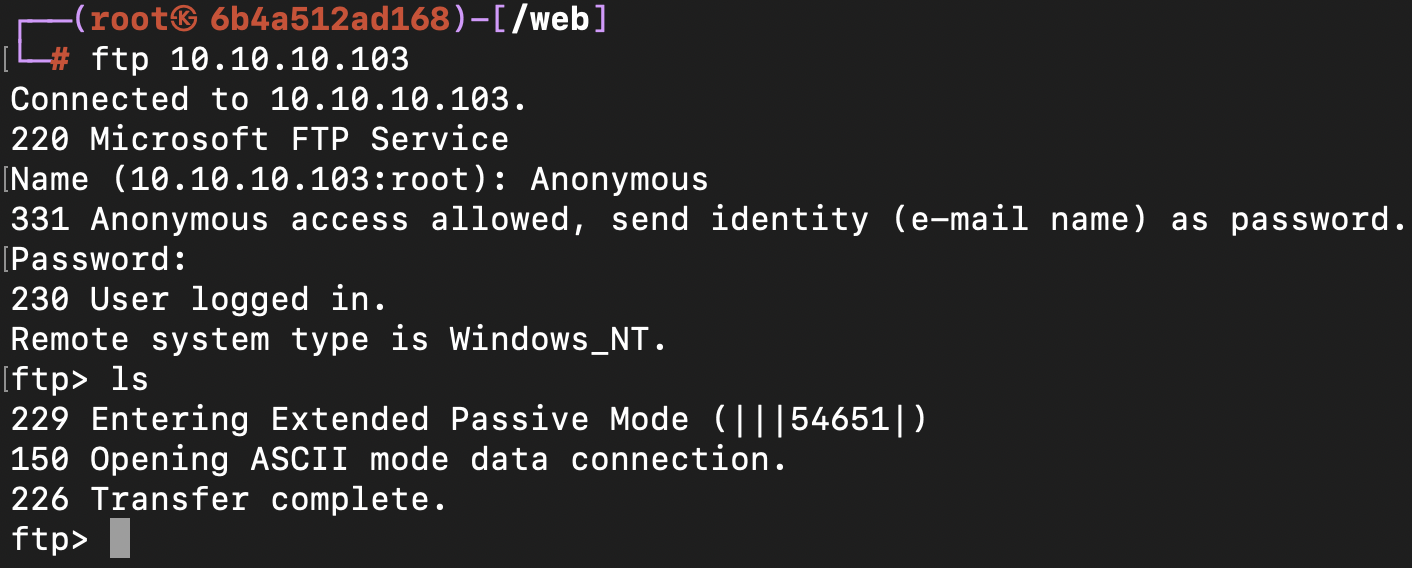 ┌──(root㉿ 6b4a512ad168)-[/web]
└─# ftp 10.10.10.103
Connected to 10.10.10.103.
220 Microsoft FTP Service
Name (10.10.10.103:root): Anonymous
331 Anonymous access allowed, send identity (e-mail name) as password.
Password:
230 User logged in.
Remote system type is Windows_NT.
ftp> ls
229 Entering Extended Passive Mode (|||54651|)
150 Opening ASCII mode data connection.
226 Transfer complete.
ftp>